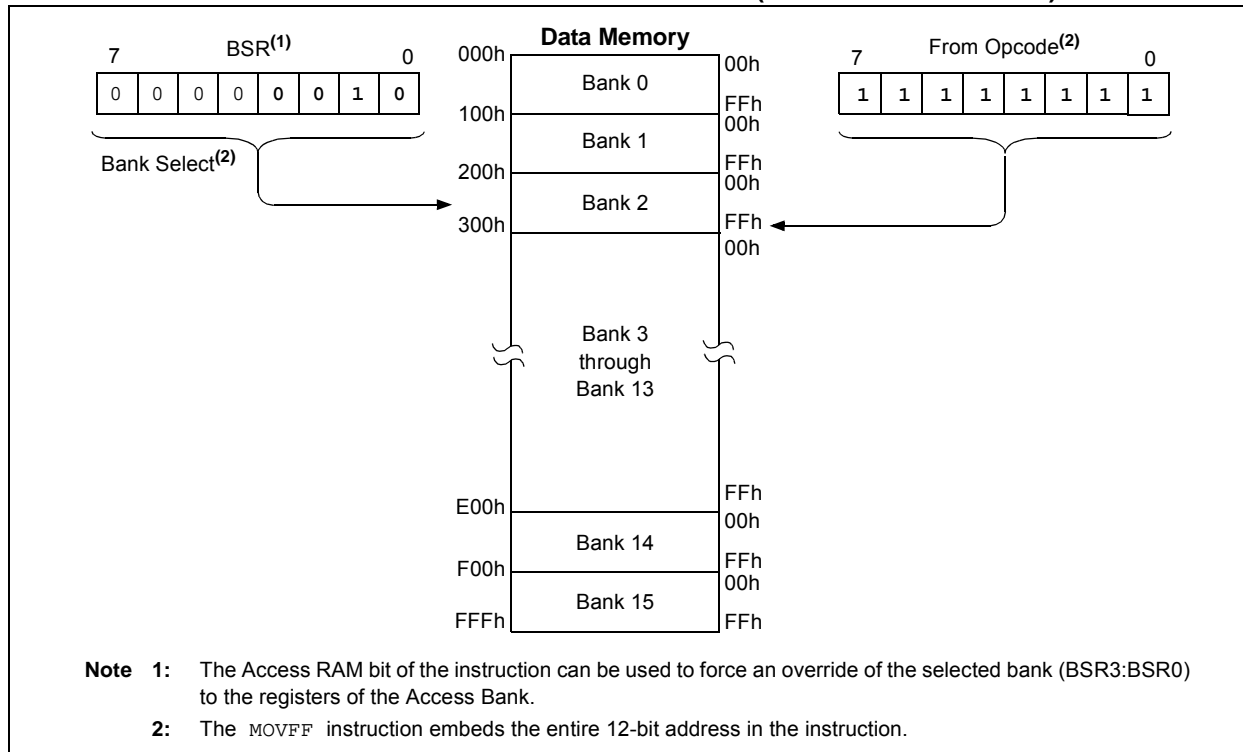 Data Memory
7 BSR(1) 0
0 0 0 0 0 0 1 0
Bank Select(2)
000h
100h
200h
300h
E00h
F00h
FFFh
Bank 0
Bank 1
Bank 2
Bank 3
through
Bank 13
Bank 14
Bank 15
00h
FFh
00h
FFh
00h
FFh
00h
FFh
00h
FFh
00h
FFh
7 From Opcode(2) 0
1 1 1 1 1 1 1 1
Note 1: The Access RAM bit of the instruction can be used to force an override of the selected bank (BSR3:BSR0)
to the registers of the Access Bank.
2: The MOVFF instruction embeds the entire 12-bit address in the instruction.